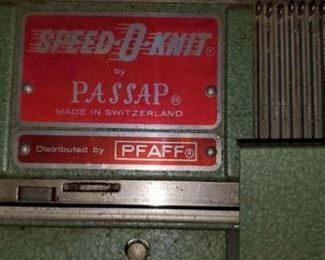 SPEED-O-KNIT®
by
PASSAP®
MADE IN SWITZERLAND
Distributed by PFAFF®